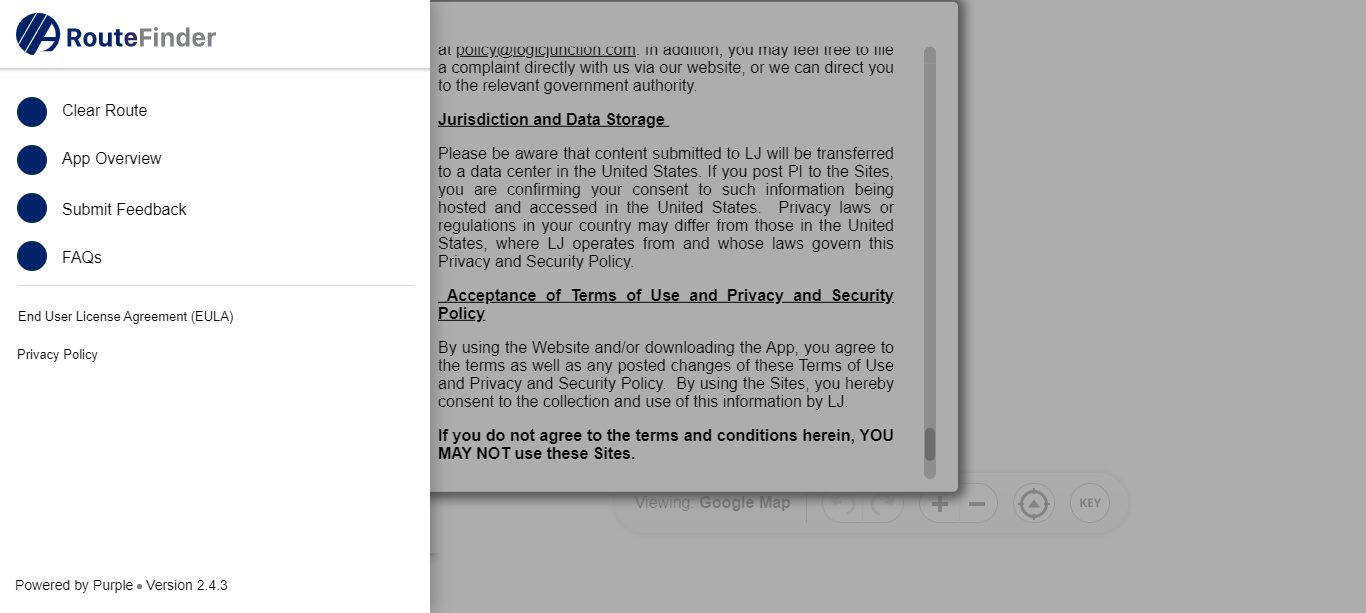 RouteFinder
Clear Route
App Overview
Submit Feedback
FAQs
End User License Agreement (EULA)
Privacy Policy
Powered by Purple • Version 2.4.3
at policy@logicjunction.com. In addition, you may feel free to file
a complaint directly with us via our website, or we can direct you
to the relevant government authority.
Jurisdiction and Data Storage
Please be aware that content submitted to LJ will be transferred
to a data center in the United States. If you post PI to the Sites,
you are confirming your consent to such information being
hosted and accessed in the United States. Privacy laws or
regulations in your country may differ from those in the United
States, where LJ operates from and whose laws govern this
Privacy and Security Policy.
Acceptance of Terms of Use and Privacy and Security
Policy
By using the Website and/or downloading the App, you agree to
the terms as well as any posted changes of these Terms of Use
and Privacy and Security Policy. By using the Sites, you hereby
consent to the collection and use of this information by LJ.
If you do not agree to the terms and conditions herein, YOU
MAY NOT use these Sites.
Viewing: Google Map
KEY